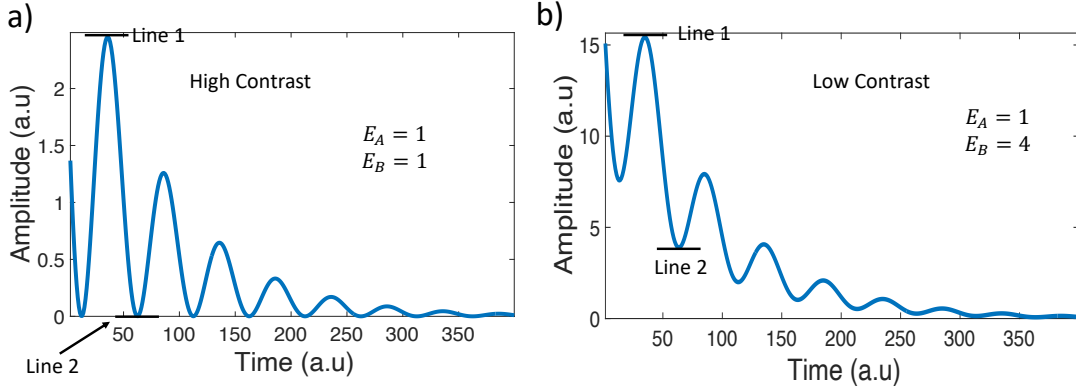 a)
Line 1
High Contrast
E_A = 1
E_B = 1
Amplitude (a.u)
2
1.5
1
0.5
0
50 100 150 200 250 300 350
Line 2
Time (a.u)
b)
Line 1
Low Contrast
E_A = 1
E_B = 4
Amplitude (a.u)
15
10
5
0
Line 2
50 100 150 200 250 300 350
Time (a.u)